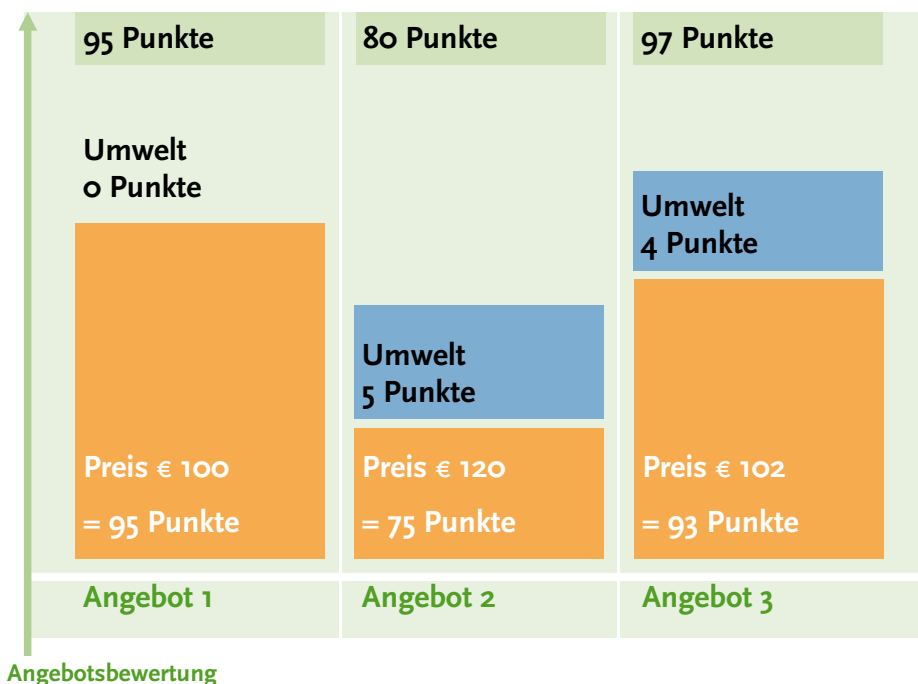 95 Punkte
80 Punkte
97 Punkte
Umwelt
0 Punkte
Umwelt
4 Punkte
Umwelt
5 Punkte
Preis € 100
= 95 Punkte
Preis € 120
= 75 Punkte
Preis € 102
= 93 Punkte
Angebot 1
Angebot 2
Angebot 3
Angebotsbewertung